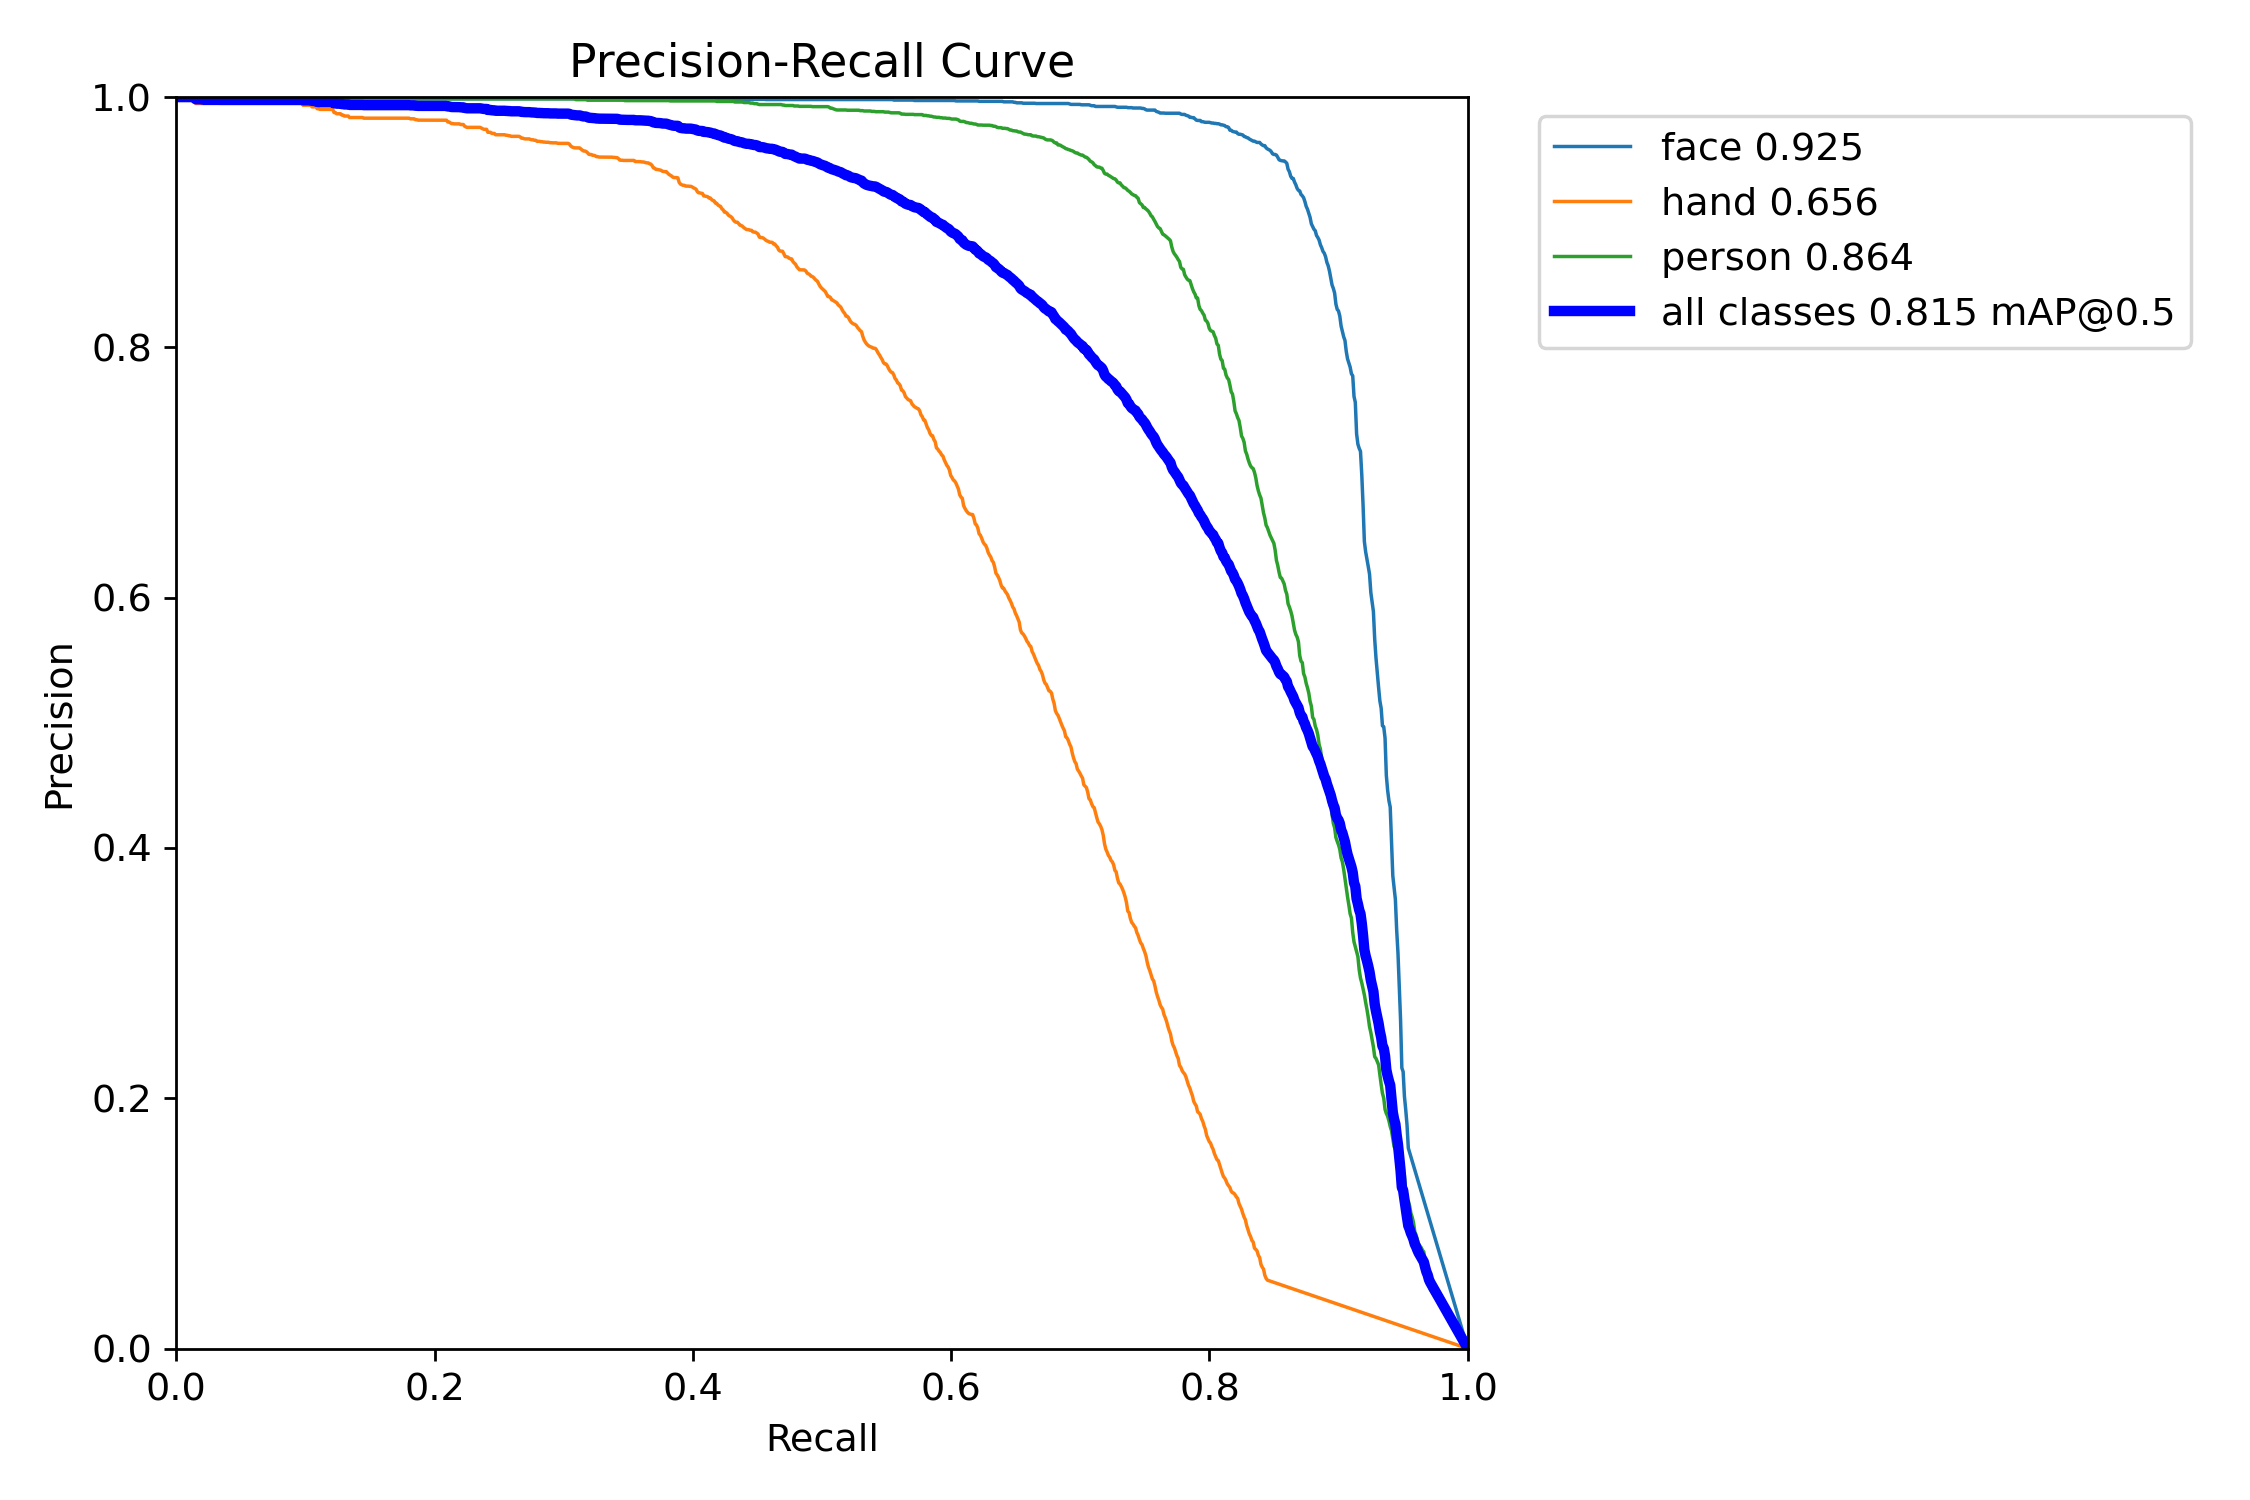 Precision-Recall Curve
1.0
0.8
0.6
0.4
0.2
0.0
Precision
0.0 0.2 0.4 0.6 0.8 1.0
Recall
face 0.925
hand 0.656
person 0.864
all classes 0.815 mAP@0.5